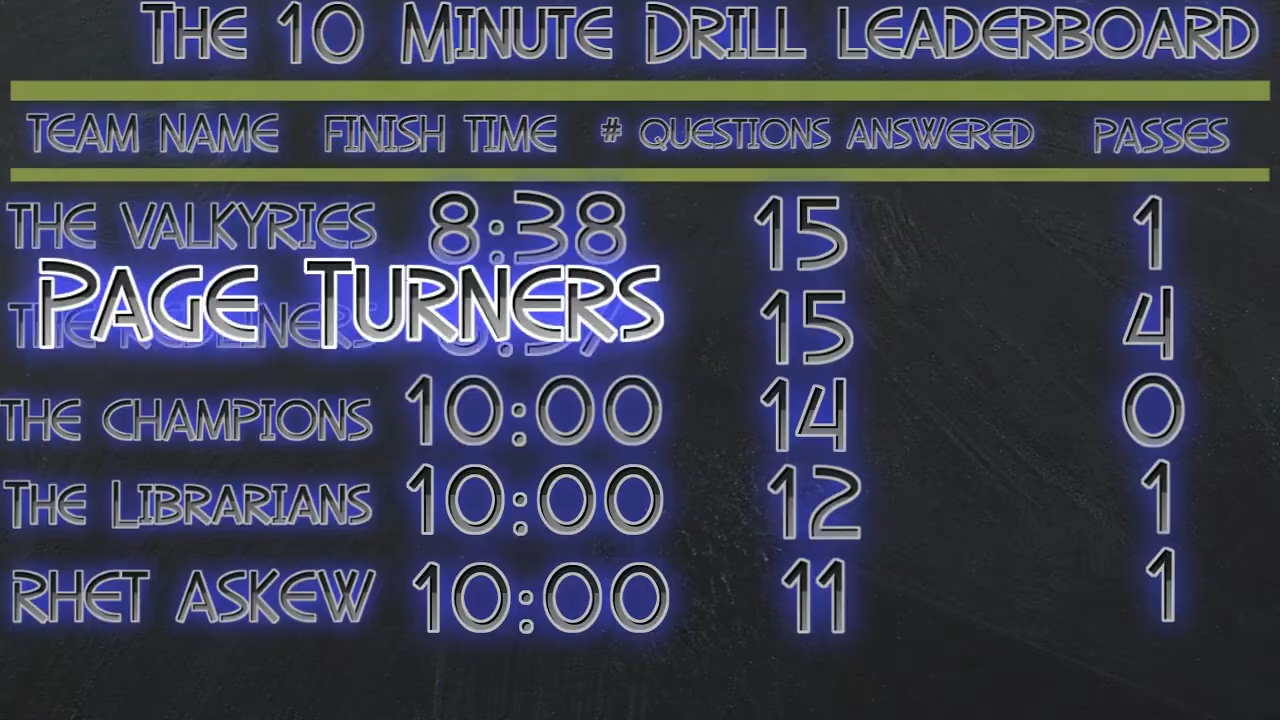 The 10 Minute Drill Leaderboard
TEAM NAME FINISH TIME # QUESTIONS ANSWERED PASSES
THE VALKYRIES 8:38 15 1
Page Turners
THE 15 4
THE CHAMPIONS 10:00 14 0
The Librarians 10:00 12 1
RHET ASKEW 10:00 11 1